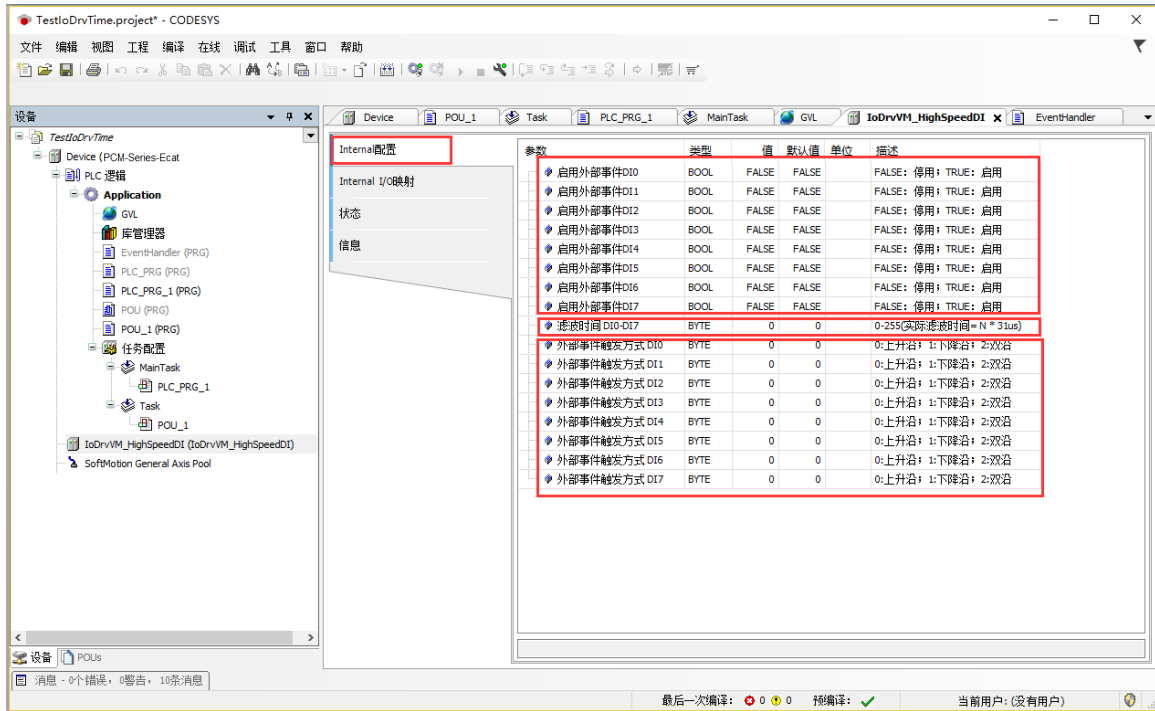 TestIoDrvTime.project* - CODESYS
文件 编辑 视图 工程 编译 在线 调试 工具 窗口 帮助
设备
TestIoDrvTime
Device (PCM-Series-Ecat
PLC 逻辑
Application
GVL
库管理器
EventHandler (PRG)
PLC_PRG (PRG)
PLC_PRG_1 (PRG)
POU (PRG)
POU_1 (PRG)
任务配置
MainTask
PLC_PRG_1
Task
POU_1
IoDrvVM_HighSpeedDI (IoDrvVM_HighSpeedDI)
SoftMotion General Axis Pool
设备 POUs
Device POU_1 Task PLC_PRG_1 MainTask GVL IoDrvVM_HighSpeedDI EventHandler
Internal配置
Internal I/O映射
状态
信息
参数 类型 值 默认值 单位 描述
启用外部事件DI0 BOOL FALSE FALSE FALSE: 停用; TRUE: 启用
启用外部事件DI1 BOOL FALSE FALSE FALSE: 停用; TRUE: 启用
启用外部事件DI2 BOOL FALSE FALSE FALSE: 停用; TRUE: 启用
启用外部事件DI3 BOOL FALSE FALSE FALSE: 停用; TRUE: 启用
启用外部事件DI4 BOOL FALSE FALSE FALSE: 停用; TRUE: 启用
启用外部事件DI5 BOOL FALSE FALSE FALSE: 停用; TRUE: 启用
启用外部事件DI6 BOOL FALSE FALSE FALSE: 停用; TRUE: 启用
启用外部事件DI7 BOOL FALSE FALSE FALSE: 停用; TRUE: 启用
滤波时间 DI0-DI7 BYTE 0 0 0-255(实际滤波时间= N * 31us)
外部事件触发方式 DI0 BYTE 0 0 0:上升沿; 1:下降沿; 2:双沿
外部事件触发方式 DI1 BYTE 0 0 0:上升沿; 1:下降沿; 2:双沿
外部事件触发方式 DI2 BYTE 0 0 0:上升沿; 1:下降沿; 2:双沿
外部事件触发方式 DI3 BYTE 0 0 0:上升沿; 1:下降沿; 2:双沿
外部事件触发方式 DI4 BYTE 0 0 0:上升沿; 1:下降沿; 2:双沿
外部事件触发方式 DI5 BYTE 0 0 0:上升沿; 1:下降沿; 2:双沿
外部事件触发方式 DI6 BYTE 0 0 0:上升沿; 1:下降沿; 2:双沿
外部事件触发方式 DI7 BYTE 0 0 0:上升沿; 1:下降沿; 2:双沿
消息 - 0个错误, 0警告, 10条消息
最后一次编译: 0 0 预编译: 当前用户: (没有用户)